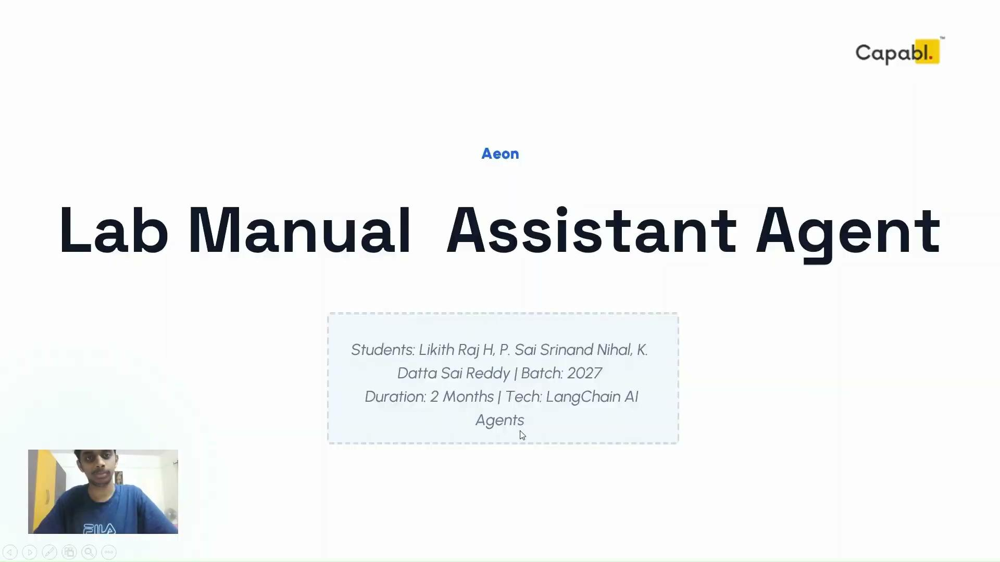 Capabl.™
Aeon
Lab Manual  Assistant Agent
Students: Likith Raj H, P. Sai Srinand Nihal, K.
Datta Sai Reddy | Batch: 2027
Duration: 2 Months | Tech: LangChain AI
Agents
FILA